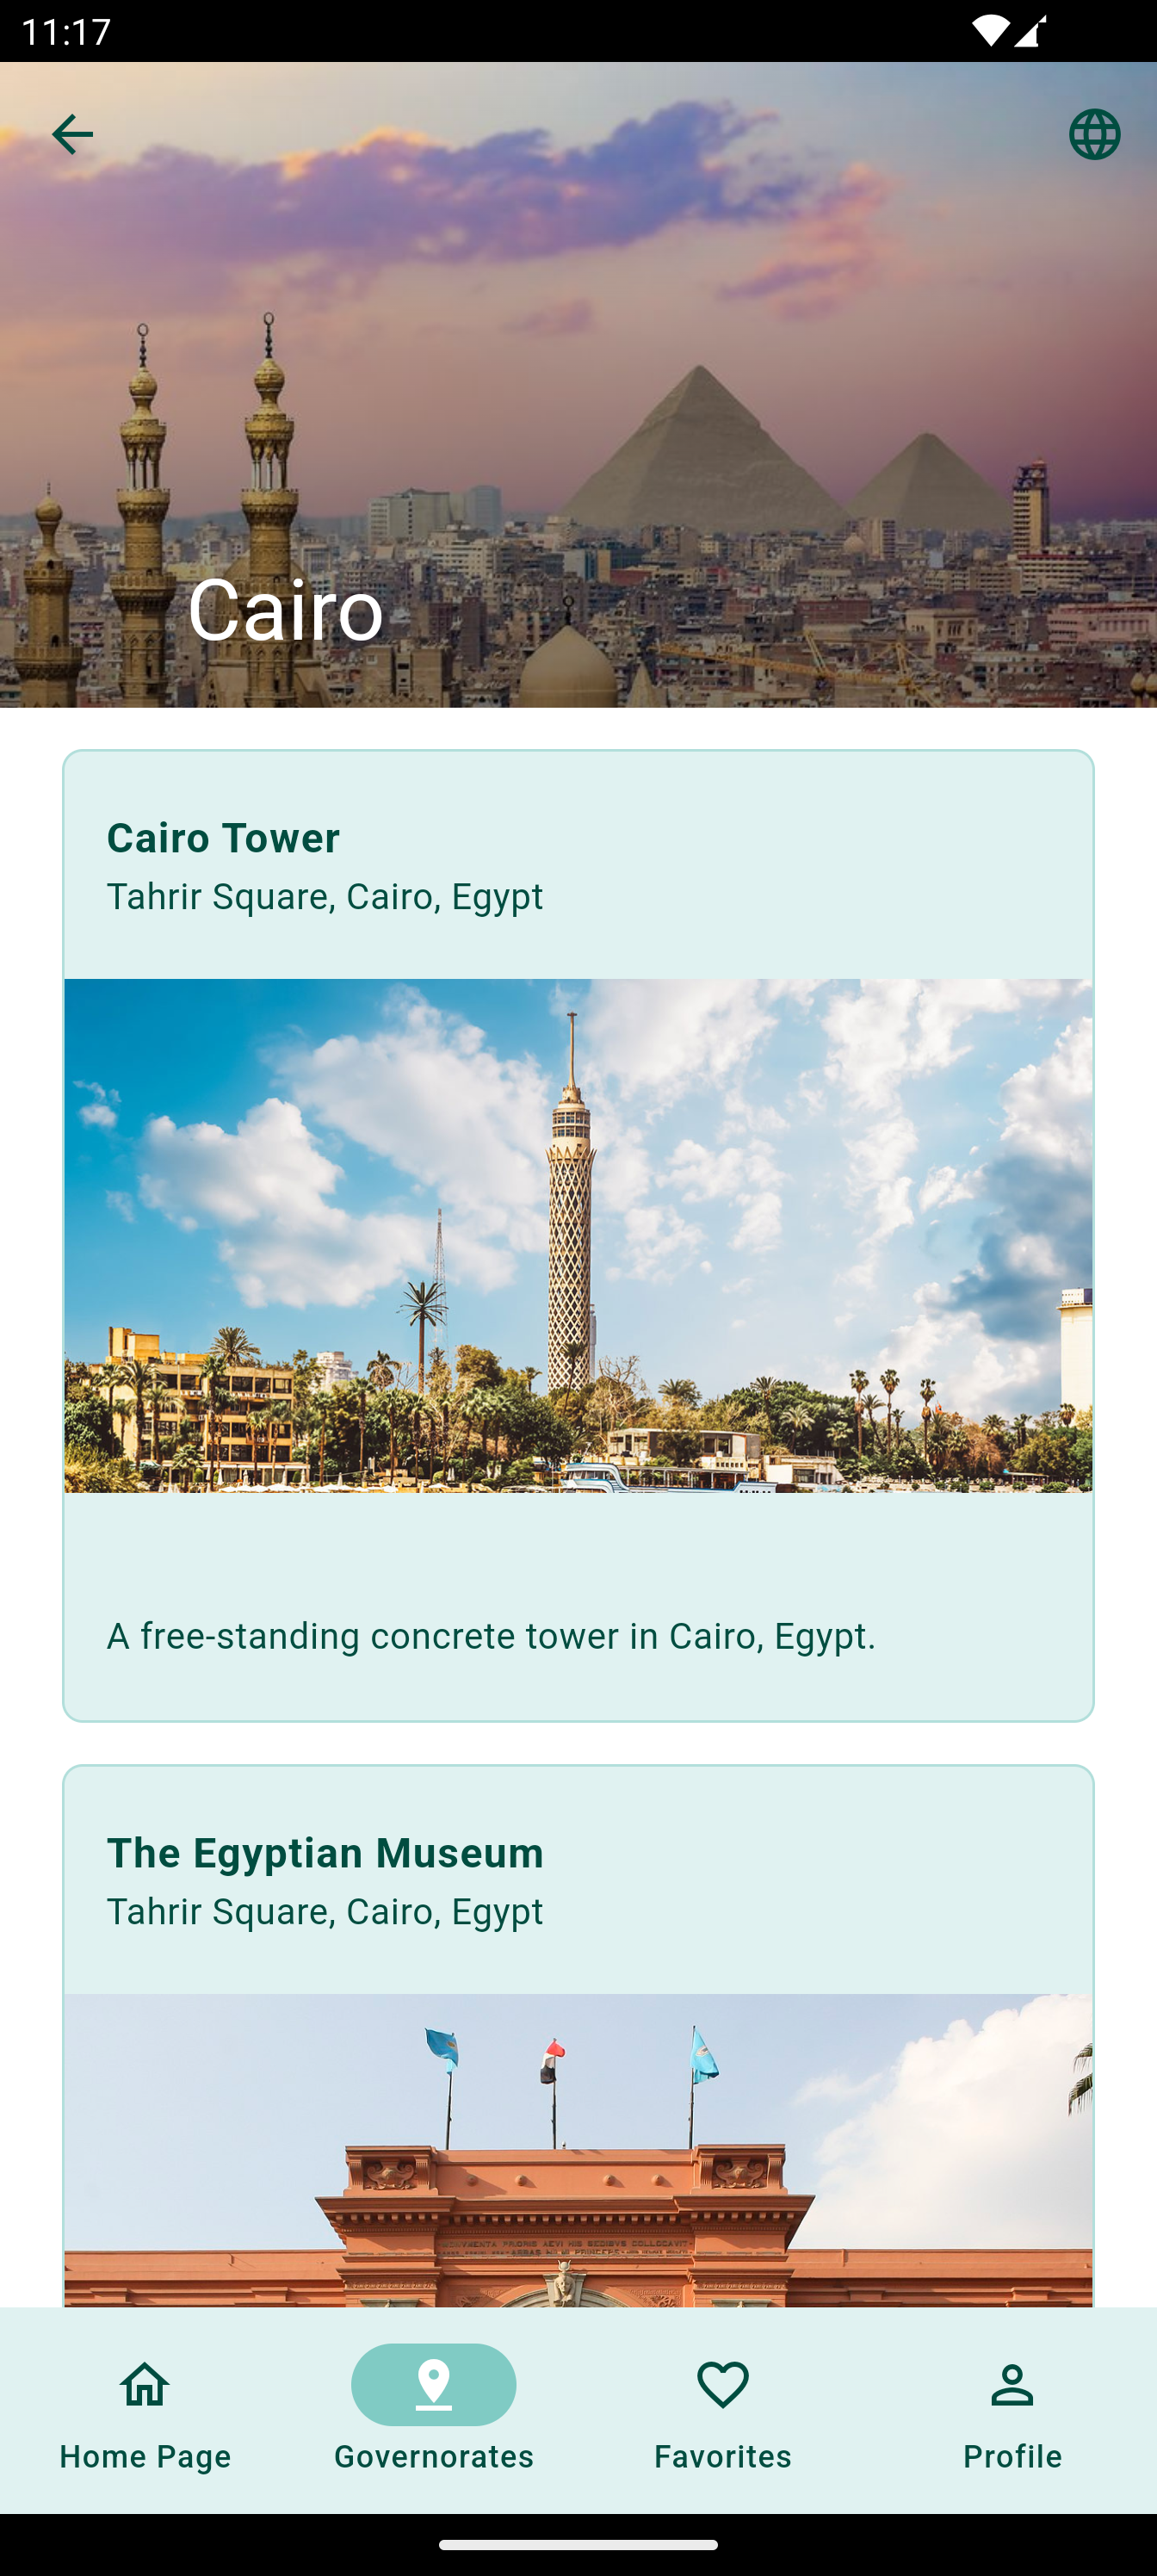 11:17
Cairo
Cairo Tower
Tahrir Square, Cairo, Egypt
A free-standing concrete tower in Cairo, Egypt.
The Egyptian Museum
Tahrir Square, Cairo, Egypt
Home Page
Governorates
Favorites
Profile